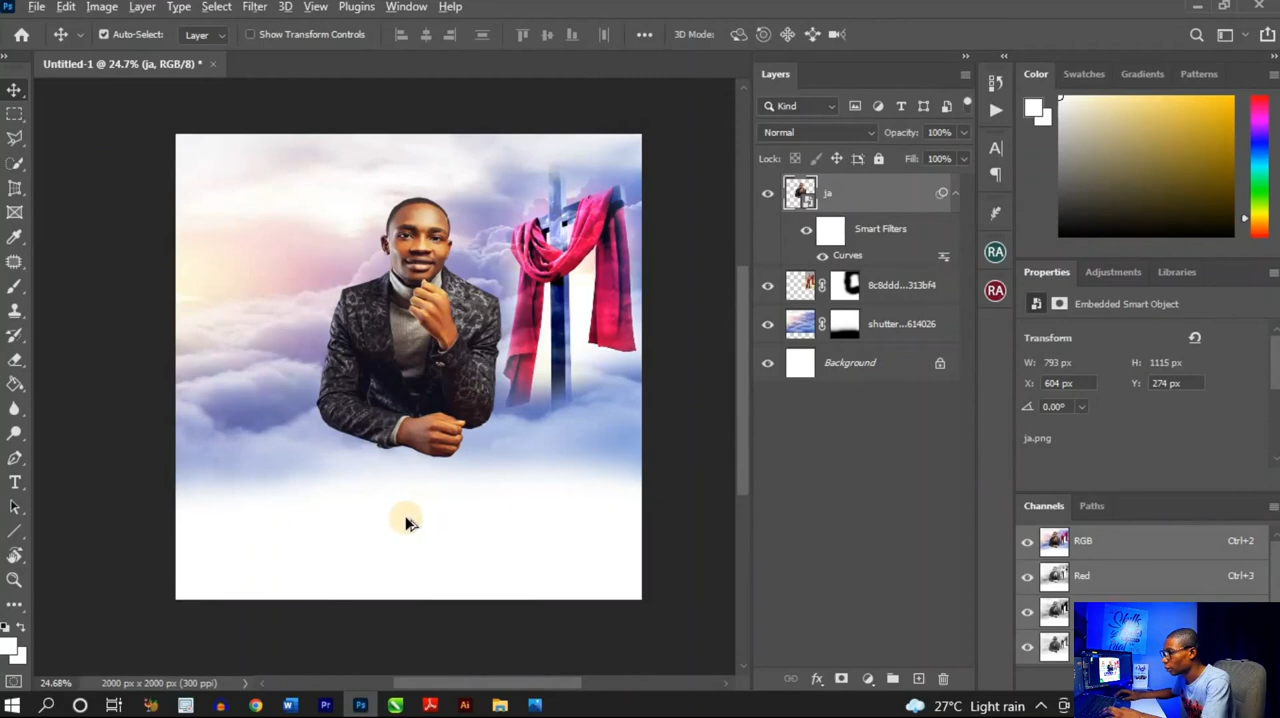 Ps File Edit Image Layer Type Select Filter 3D View Plugins Window Help
Auto-Select: Layer Show Transform Controls 3D Mode:
Untitled-1 @ 24.7% (ja, RGB/8) *
Layers
Kind
Normal Opacity: 100%
Lock: Fill: 100%
ja
Smart Filters
Curves
8c8ddd...313bf4
shutter...614026
Background
Color Swatches Gradients Patterns
Properties Adjustments Libraries
Embedded Smart Object
Transform
W: 793 px H: 1115 px
X: 604 px Y: 274 px
0.00°
ja.png
Channels Paths
RGB Ctrl+2
Red Ctrl+3
RA
RA
24.68% 2000 px x 2000 px (300 ppi)
27°C Light rain